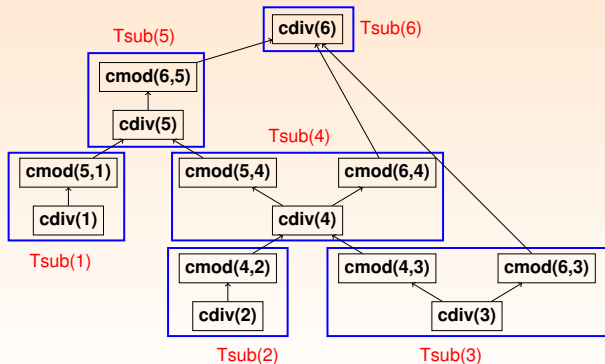 Tsub(5)
cdiv(6)
Tsub(6)
cmod(6,5)
cdiv(5)
Tsub(4)
cmod(5,1)
cmod(5,4)
cmod(6,4)
cdiv(1)
cdiv(4)
Tsub(1)
cmod(4,2)
cmod(4,3)
cmod(6,3)
cdiv(2)
cdiv(3)
Tsub(2)
Tsub(3)